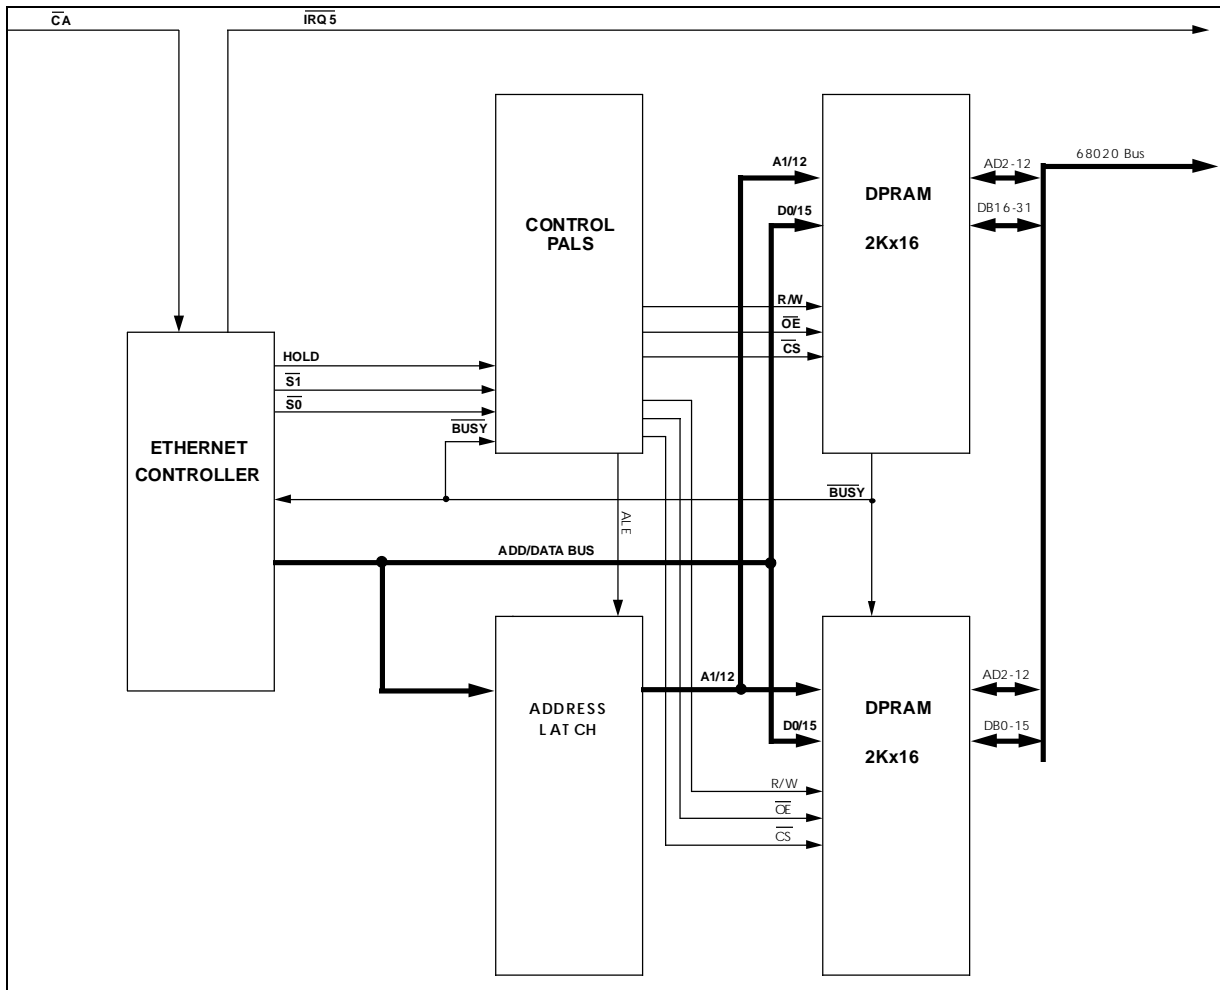 CA
IRQ 5
A1/12
AD2-12
68020 Bus
DPRAM
2Kx16
D0/15
DB16-31
CONTROL
PALS
R/W
OE
CS
HOLD
S1
S0
BUSY
ETHERNET
CONTROLLER
BUSY
ALE
ADD/DATA BUS
A1/12
AD2-12
ADDRESS
LATCH
DPRAM
2Kx16
D0/15
DB0-15
R/W
OE
CS